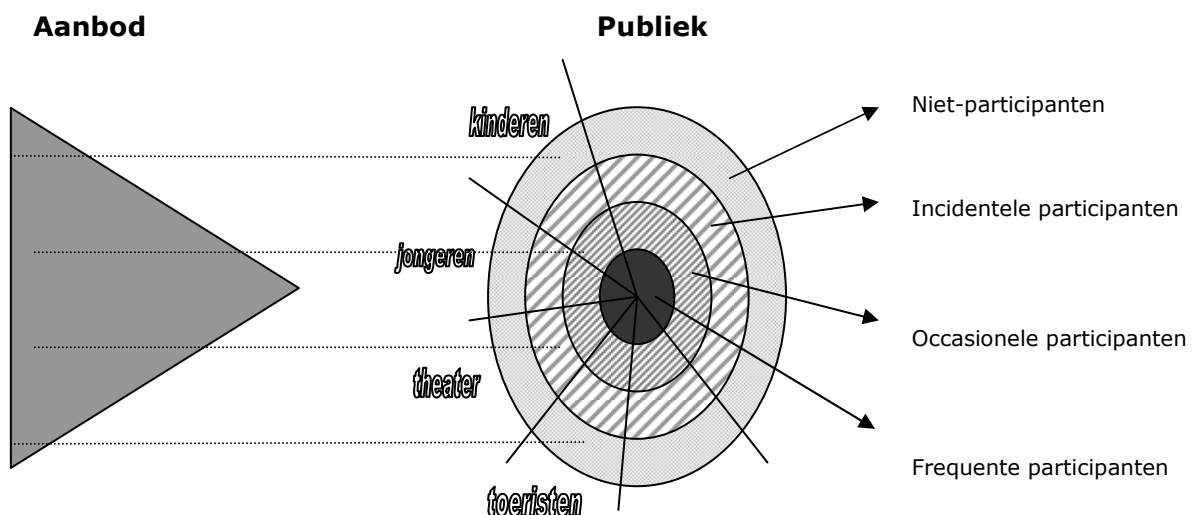 Aanbod
Publiek
kinderen
Niet-participanten
Incidentele participanten
jongeren
Occasionele participanten
theater
Frequente participanten
toeristen